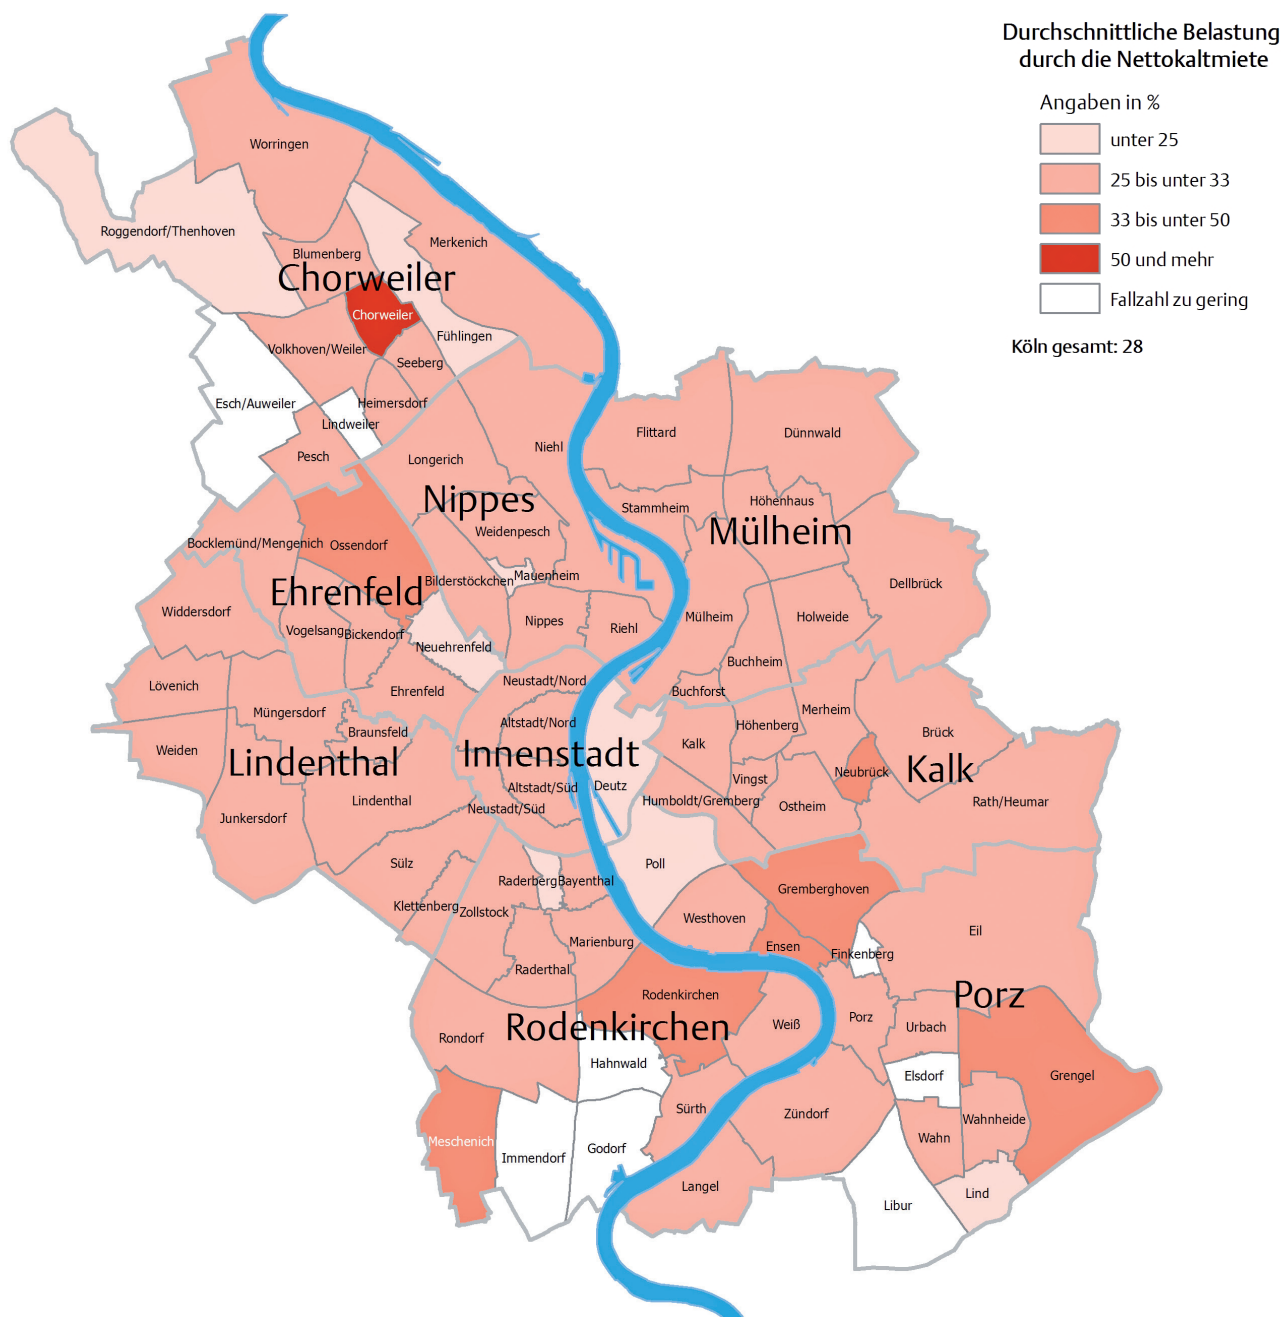 Durchschnittliche Belastung
durch die Nettokaltmiete
Angaben in %
unter 25
25 bis unter 33
33 bis unter 50
50 und mehr
Fallzahl zu gering
Köln gesamt: 28
Worringen
Roggendorf/Thenhoven
Blumenberg
Merkenich
Chorweiler
Chorweiler
Fühlingen
Volkhoven/Weiler
Seeberg
Esch/Auweiler
Heimersdorf
Lindweiler
Pesch
Longerich
Niehl
Flittard
Dünnwald
Nippes
Stammheim
Höhenhaus
Mülheim
Weidenpesch
Bocklemünd/Mengenich
Ossendorf
Bilderstöckchen
Mauenheim
Dellbrück
Ehrenfeld
Widdersdorf
Vogelsang
Bickendorf
Nippes
Riehl
Mülheim
Holweide
Neuehrenfeld
Buchheim
Lövenich
Ehrenfeld
Neustadt/Nord
Buchforst
Müngersdorf
Altstadt/Nord
Merheim
Höhenberg
Braunsfeld
Brück
Weiden
Lindenthal
Innenstadt
Kalk
Kalk
Neubrück
Vingst
Altstadt/Süd
Deutz
Lindenthal
Humboldt/Gremberg
Ostheim
Rath/Heumar
Neustadt/Süd
Junkersdorf
Sülz
Poll
Raderberg
Bayenthal
Gremberghoven
Klettenberg
Zollstock
Westhoven
Eil
Marienburg
Ensen
Finkenberg
Raderthal
Rodenkirchen
Porz
Rodenkirchen
Weiß
Porz
Urbach
Rondorf
Hahnwald
Elsdorf
Grengel
Sürth
Zündorf
Wahnheide
Meschenich
Wahn
Immendorf
Godorf
Langel
Lind
Libur